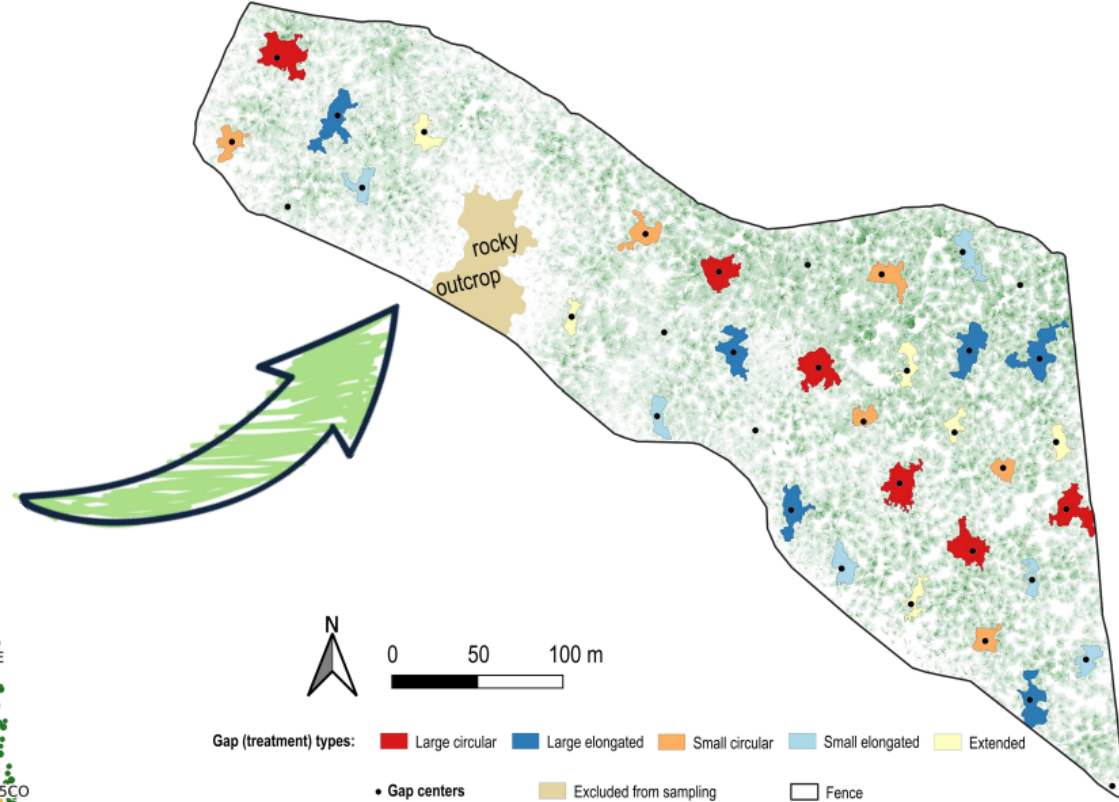 rocky
outcrop
N
0 50 100 m
E
Gap (treatment) types: Large circular Large elongated Small circular Small elongated Extended
5CO
Gap centers Excluded from sampling Fence